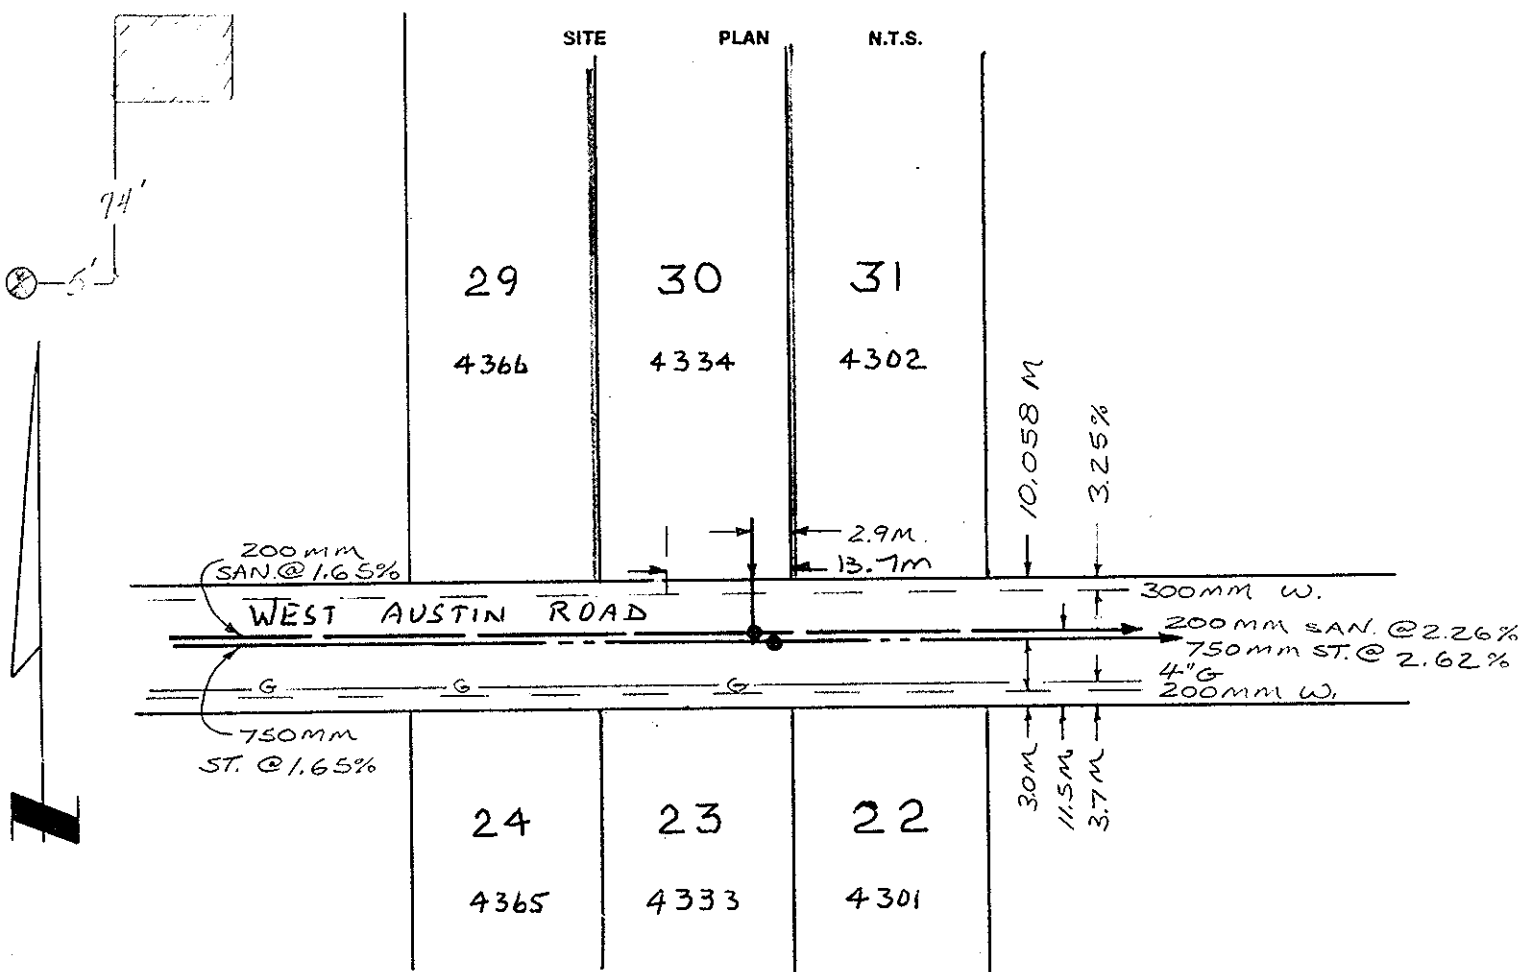 SITE PLAN N.T.S.
74'
5'
29
30
31
4366
4334
4302
10.058 M
3.25%
2.9M.
13.7M
200 MM
SAN.@ 1.65%
300MM W.
WEST AUSTIN ROAD
200MM SAN. @2.26%
750MM ST.@ 2.62%
4"G
G G G
200MM W.
750MM
ST. @1.65%
3.0M
11.5M
3.7M
24
23
22
4365
4333
4301